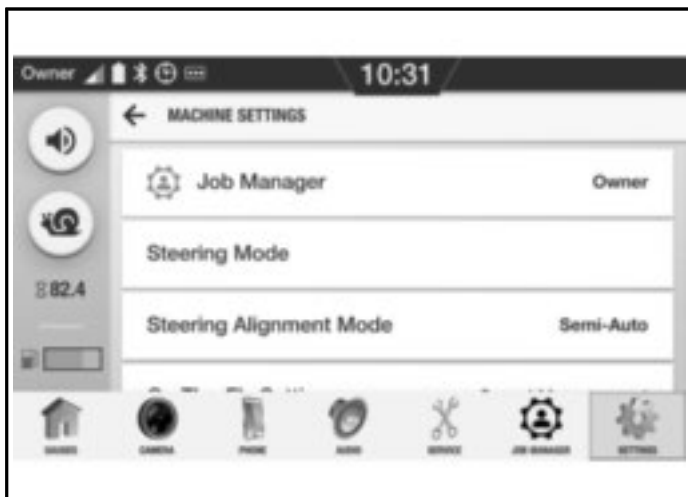 Owner
10:31
MACHINE SETTINGS
Job Manager Owner
Steering Mode
82.4
Steering Alignment Mode Semi-Auto
CAMERA
PHONE
AUDIO
SERVICE
JOB MANAGER
SETTINGS